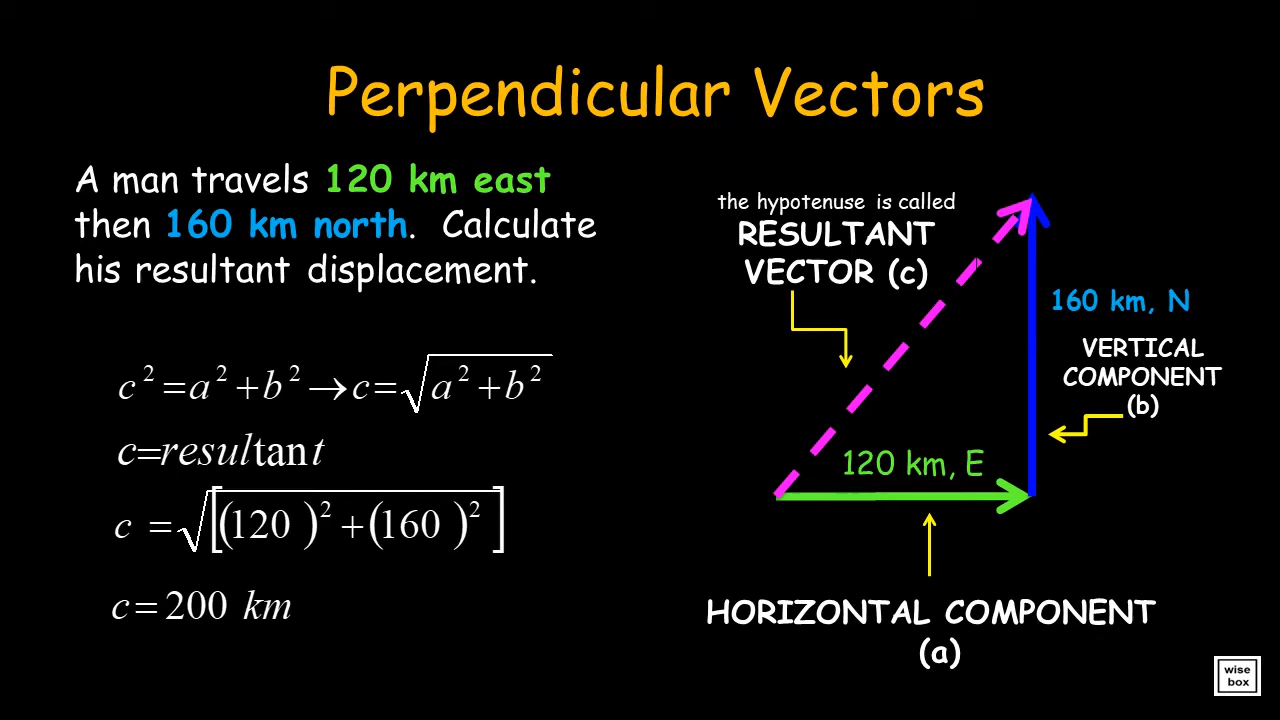 Perpendicular Vectors
A man travels 120 km east
then 160 km north. Calculate
his resultant displacement.
c² = a² + b² → c = √a² + b²
c=resultant
c = √[(120)² + (160)²]
c = 200 km
the hypotenuse is called
RESULTANT
VECTOR (c)
160 km, N
VERTICAL
COMPONENT
(b)
120 km, E
HORIZONTAL COMPONENT
(a)
wise
box